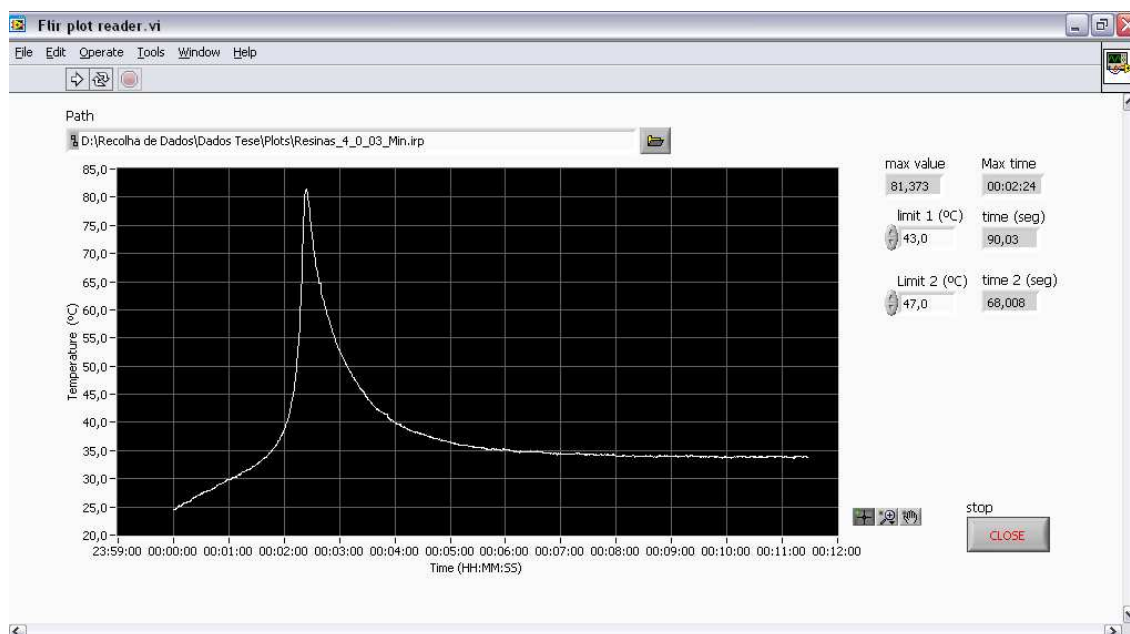 Flir plot reader.vi
File Edit Operate Tools Window Help
Path
D:\Recolha de Dados\Dados Tese\Plots\Resinas_4_0_03_Min.irp
max value Max time
81,373 00:02:24
limit 1 (ºC) time (seg)
43,0 90,03
Limit 2 (ºC) time 2 (seg)
47,0 68,008
Temperature (ºC)
85,0
80,0
75,0
70,0
65,0
60,0
55,0
50,0
45,0
40,0
35,0
30,0
25,0
20,0
23:59:00 00:00:00 00:01:00 00:02:00 00:03:00 00:04:00 00:05:00 00:06:00 00:07:00 00:08:00 00:09:00 00:10:00 00:11:00 00:12:00
Time (HH:MM:SS)
stop
CLOSE